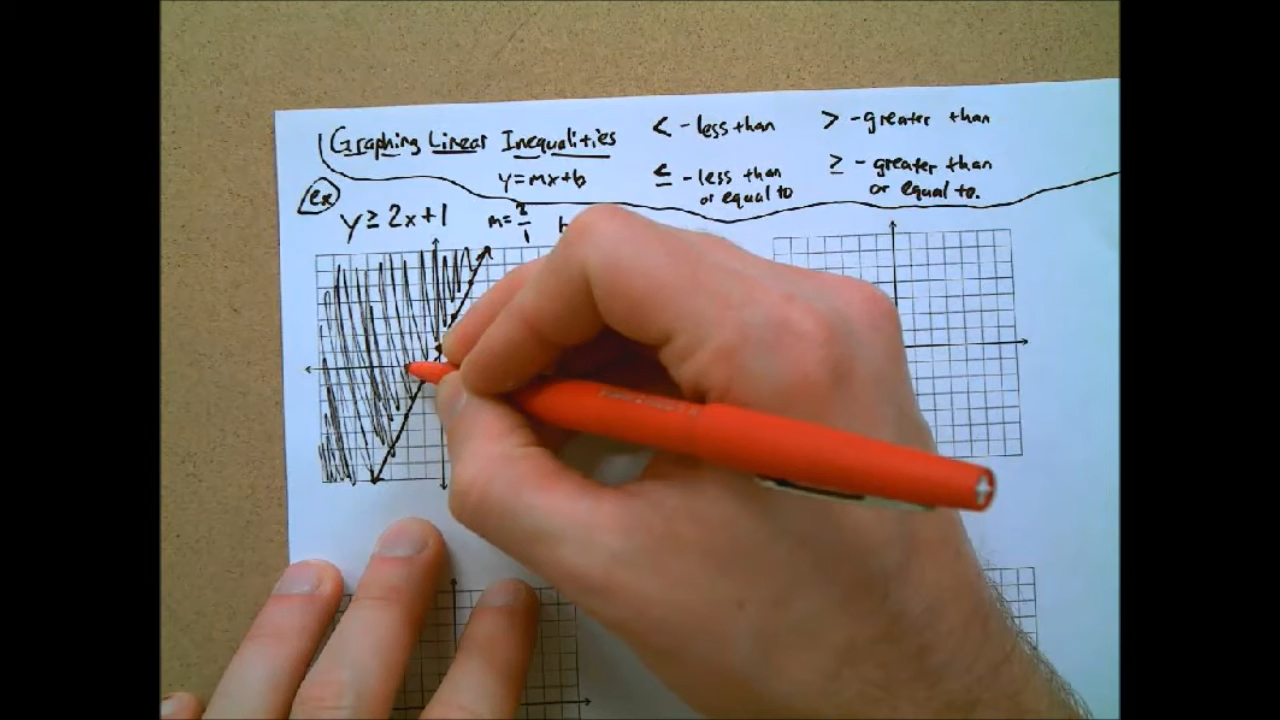 Graphing Linear Inequalities
y=mx+b
< - less than
> - greater than
≤ - less than
or equal to
≥ - greater than
or equal to.
ex
y ≥ 2x+1
m= 2/1